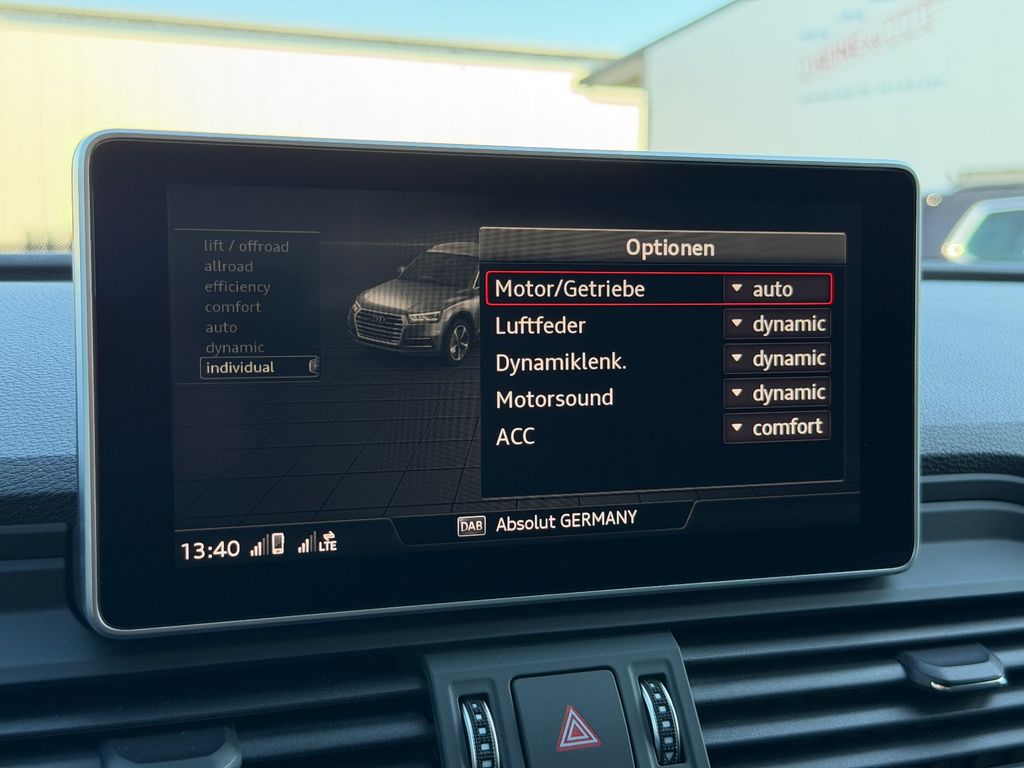 lift / offroad
allroad
efficiency
comfort
auto
dynamic
individual
Optionen
Motor/Getriebe auto
Luftfeder dynamic
Dynamiklenk. dynamic
Motorsound dynamic
ACC comfort
DAB Absolut GERMANY
13:40 LTE